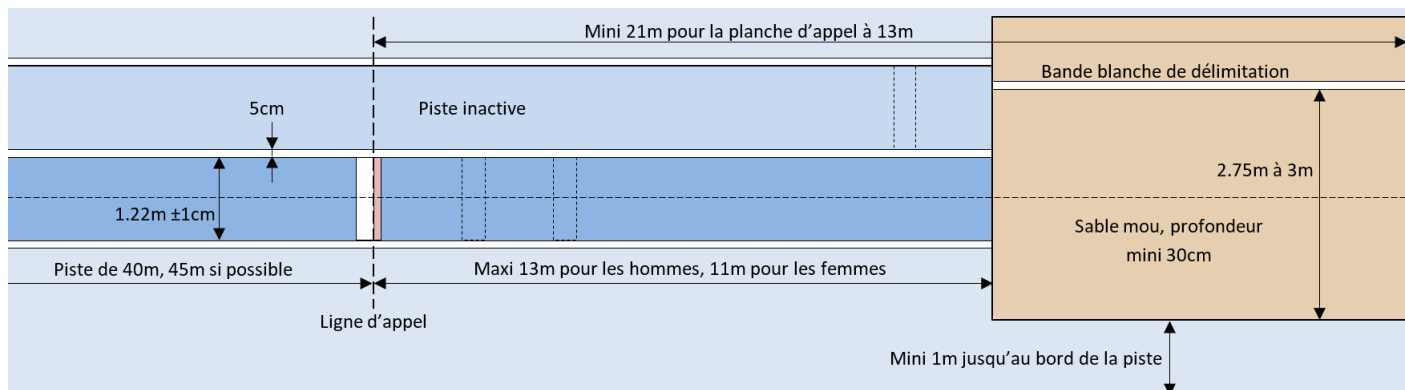 Mini 21m pour la planche d’appel à 13m
Bande blanche de délimitation
5cm
Piste inactive
2.75m à 3m
1.22m ±1cm
Sable mou, profondeur
mini 30cm
Piste de 40m, 45m si possible
Maxi 13m pour les hommes, 11m pour les femmes
Ligne d’appel
Mini 1m jusqu’au bord de la piste